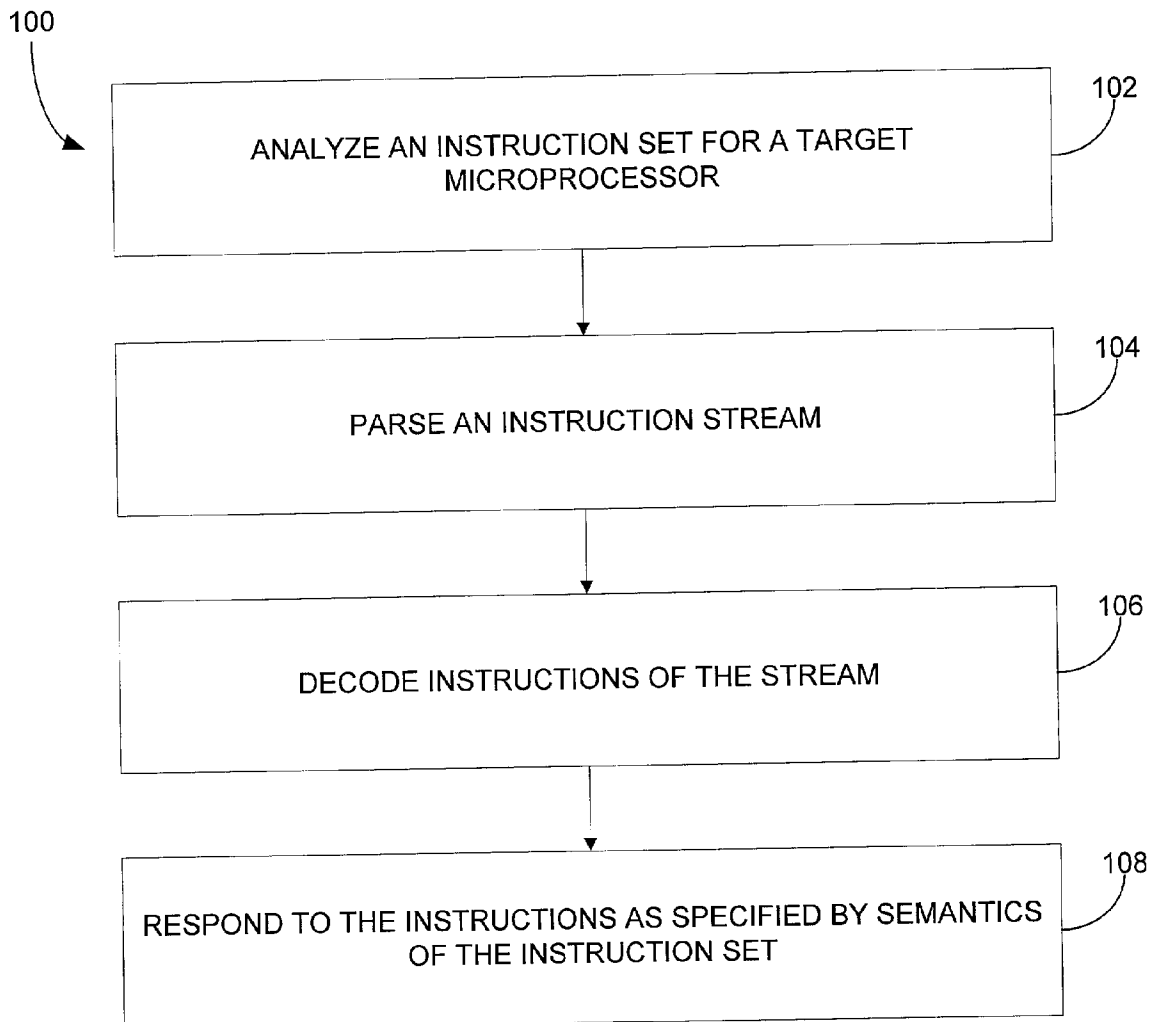 100
102
ANALYZE AN INSTRUCTION SET FOR A TARGET
MICROPROCESSOR
104
PARSE AN INSTRUCTION STREAM
106
DECODE INSTRUCTIONS OF THE STREAM
108
RESPOND TO THE INSTRUCTIONS AS SPECIFIED BY SEMANTICS
OF THE INSTRUCTION SET